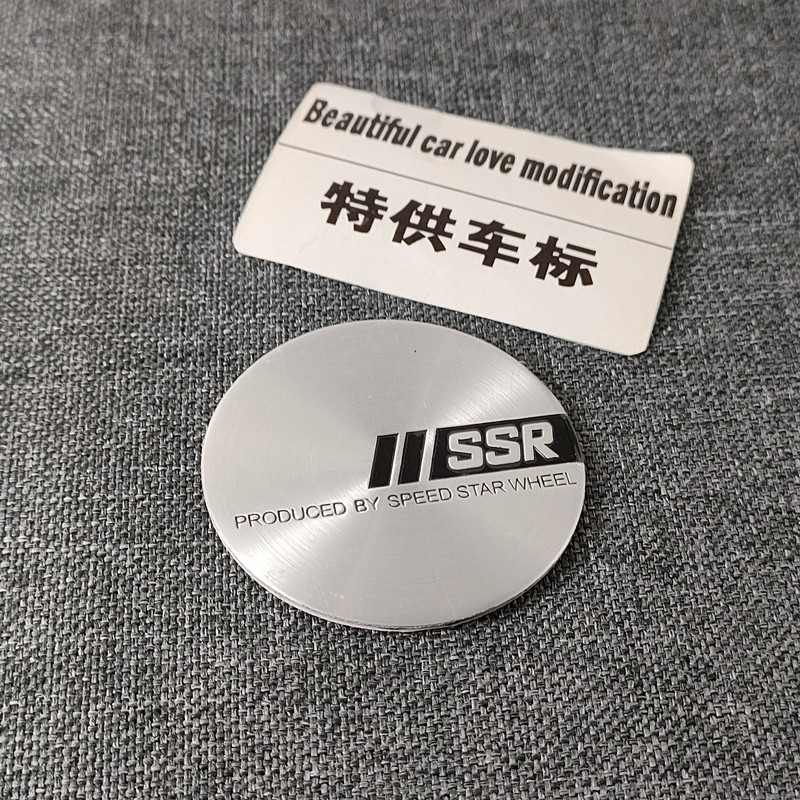 Beautiful car love modification
特供车标
SSR
PRODUCED BY SPEED STAR WHEEL